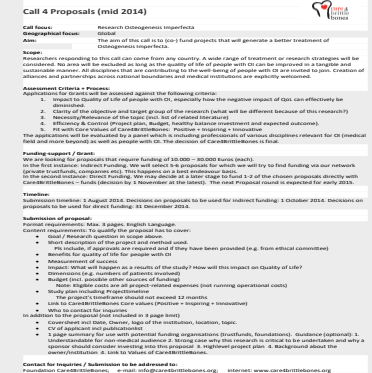 Call 4 Proposals (mid 2014)
care4
brittle
bones
Call focus: Research Osteogenesis Imperfecta
Geographical focus: Global
Aim: The aim of this call is to (co-) fund projects that will generate a better treatment of
Osteogenesis Imperfecta.
Scope:
Researchers responding to this call can come from any country. A wide range of treatment or research strategies will be
considered. No area will be excluded as long as the quality of life of people with OI can be improved in a tangible and
sustainable manner. All disciplines that are contributing to the well-being of people with OI are invited to join. Creation of
alliances and partnerships across national boundaries and medical institutions are explicitly welcomed.
Assessment Criteria + Process:
Applications for Grants will be assessed against the following criteria:
1. Impact to Quality of Life of people with OI, especially how the negative impact of QoL can effectively be
diminished.
2. Clarity of the objective and target group of the research (what will be different because of this research)
3. Necessity/Relevance of the topic (incl. list of related literature)
4. Efficiency & Control (Project plan, Budget, healthy balance investment and expected outcome).
5. Fit with Core Values of Care4BrittleBones: Positive + Inspiring + Innovative
The applications will be evaluated by a panel which is including professionals of various disciplines relevant for OI (medical
field and more beyond) as well as people with OI. The decision of Care4BrittleBones is final.
Funding-support / Grant:
We are looking for proposals that require funding of 10.000 – 30.000 Euros (each).
In the first instance: Indirect Funding. We will select 5-6 proposals for which we will try to find funding via our network
(private trusts, companies etc). This happens on a best endeavour basis.
In the second instance: Direct Funding. We may decide at a later stage to fund 1-2 of the chosen proposals directly with
Care4BrittleBones – funds (decision by 1 November at the latest). The next Proposal round is expected for early 2015.
Timeline:
Submission timeline: 1 August 2014. Decisions on proposals to be used for indirect funding: 1 October 2014. Decisions on
proposals to be used for direct funding: 31 December 2014.
Submission of proposal:
Format requirements: Max. 3 pages. English Language.
Content requirements: To qualify the proposal has to cover:
• Goal / Research question in scope above.
• Short description of the project and method used.
Pls include, if approvals are required and if they have been provided (e.g. from ethical committee)
• Benefits for quality of life for people with OI
• Measurement of success
• Impact: What will happen as a results of the study? How will this impact on Quality of Life?
• Dimensions (e.g. numbers of patients involved)
• Budget (incl. possible other sources of funding)
Note: Eligible costs are all project-related expenses (not running operational costs)
• Study plan including Projecttimeline
The project's timeframe should not exceed 12 months
• Link to Care4BrittleBones Core values (Positive + Inspiring + Innovative)
• Who to contact for inquiries
In addition to the proposal (not included in 3 page limit)
• Coversheet incl Date, Owner, logo of the institution, location, topic.
• CV of applicant incl publicationlist
• 1 page summary for use with potential funding organisations (trustfunds, foundations). Guidance (optional): 1.
Understandable for non-medical audience 2. Strong case why this research is critical to be undertaken and why a
sponsor should consider investing into this proposal 3. Highlevel project plan 4. Background about the
owner/institution 4. Link to Values of Care4BrittleBones.
Contact for Inquiries / Submission to be addressed to:
Foundation Care4BrittleBones, e-mail: info@care4brittlebones.org; Internet: www.care4brittlebones.org